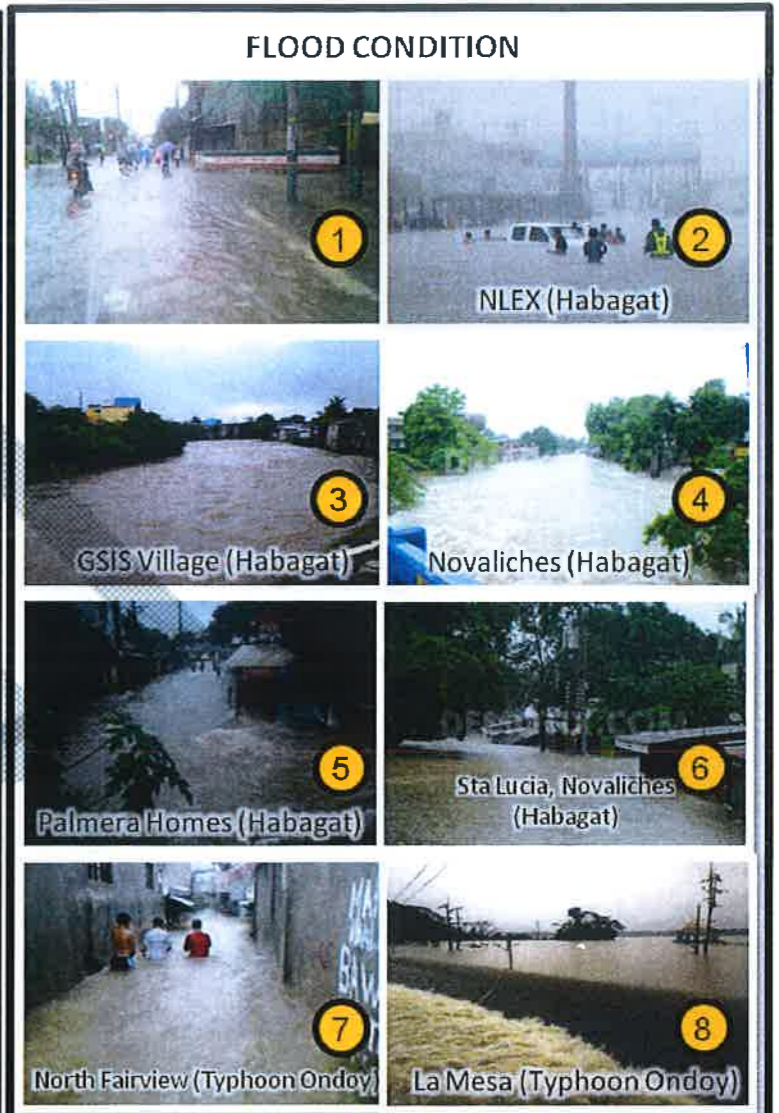 FLOOD CONDITION
1
2
NLEX (Habagat)
3
GSIS Village (Habagat)
4
Novaliches (Habagat)
5
Palmera Homes (Habagat)
6
Sta Lucia, Novaliches
(Habagat)
7
North Fairview (Typhoon Ondoy)
8
La Mesa (Typhoon Ondoy)